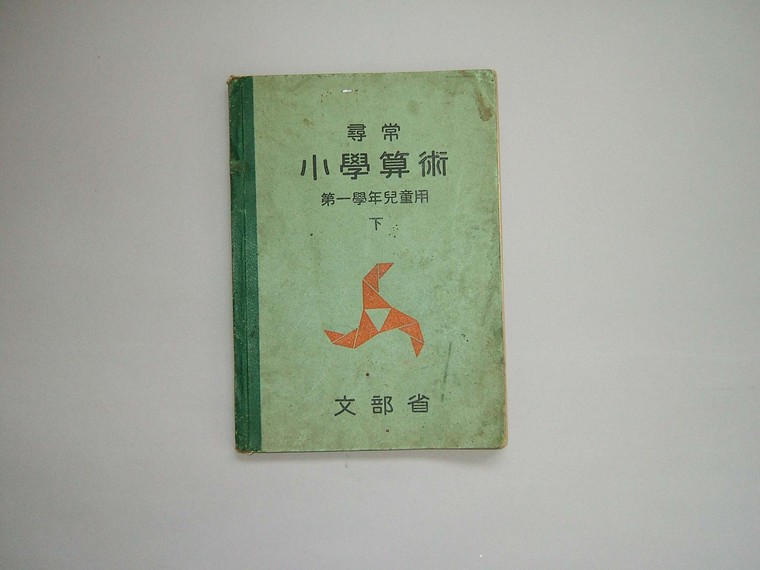 尋常
小學算術
第一學年兒童用
下
文部省